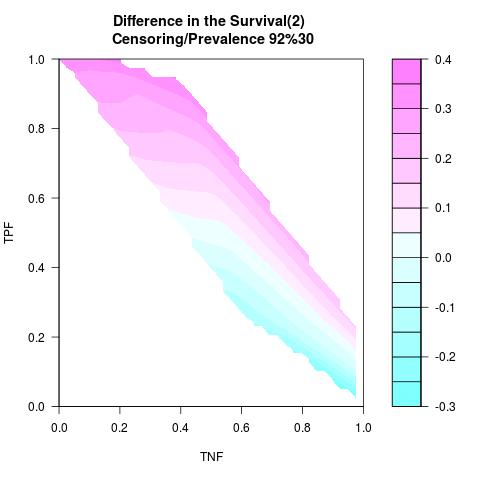 Difference in the Survival(2)
Censoring/Prevalence 92%30
TPF
1.0
0.8
0.6
0.4
0.2
0.0
0.0 0.2 0.4 0.6 0.8 1.0
TNF
0.4
0.3
0.2
0.1
0.0
-0.1
-0.2
-0.3